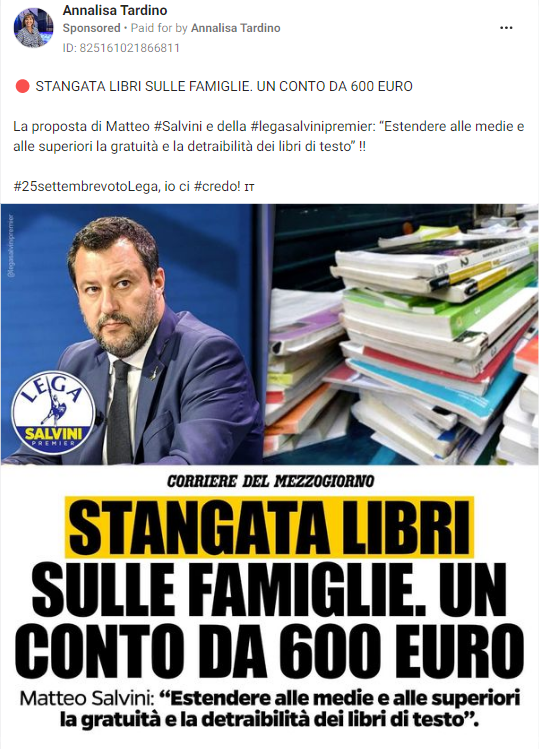 Annalisa Tardino
Sponsored • Paid for by Annalisa Tardino
ID: 825161021866811
🔴 STANGATA LIBRI SULLE FAMIGLIE. UN CONTO DA 600 EURO
La proposta di Matteo #Salvini e della #legasalvinipremier: “Estendere alle medie e
alle superiori la gratuità e la detraibilità dei libri di testo” !!
#25settembrevotoLega, io ci #credo! ɪᴛ
@legasalvinipremier
LEGA
SALVINI
PREMIER
CORRIERE DEL MEZZOGIORNO
STANGATA LIBRI
SULLE FAMIGLIE. UN
CONTO DA 600 EURO
Matteo Salvini: “Estendere alle medie e alle superiori
la gratuità e la detraibilità dei libri di testo”.